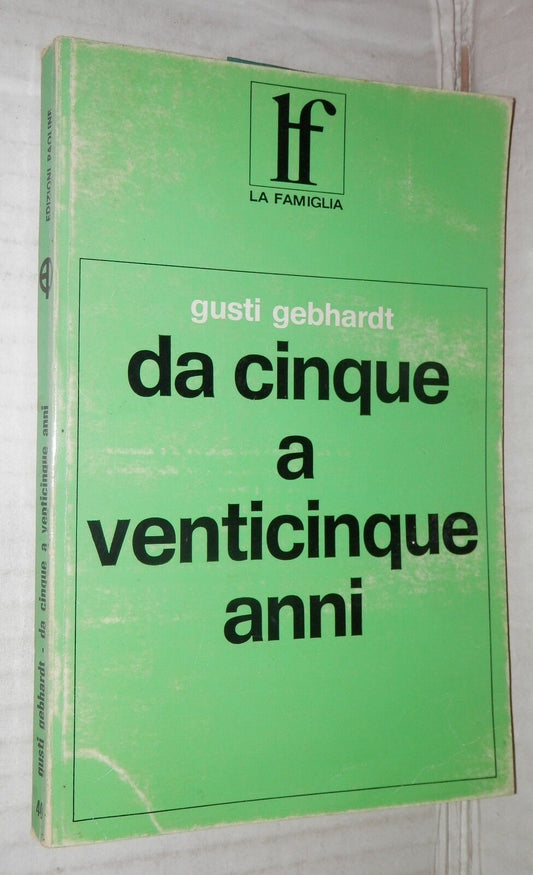 lf
LA FAMIGLIA
gusti gebhardt
da cinque
a
venticinque
anni
EDIZIONI PAOLINE
gusti gebhardt - da cinque a venticinque anni